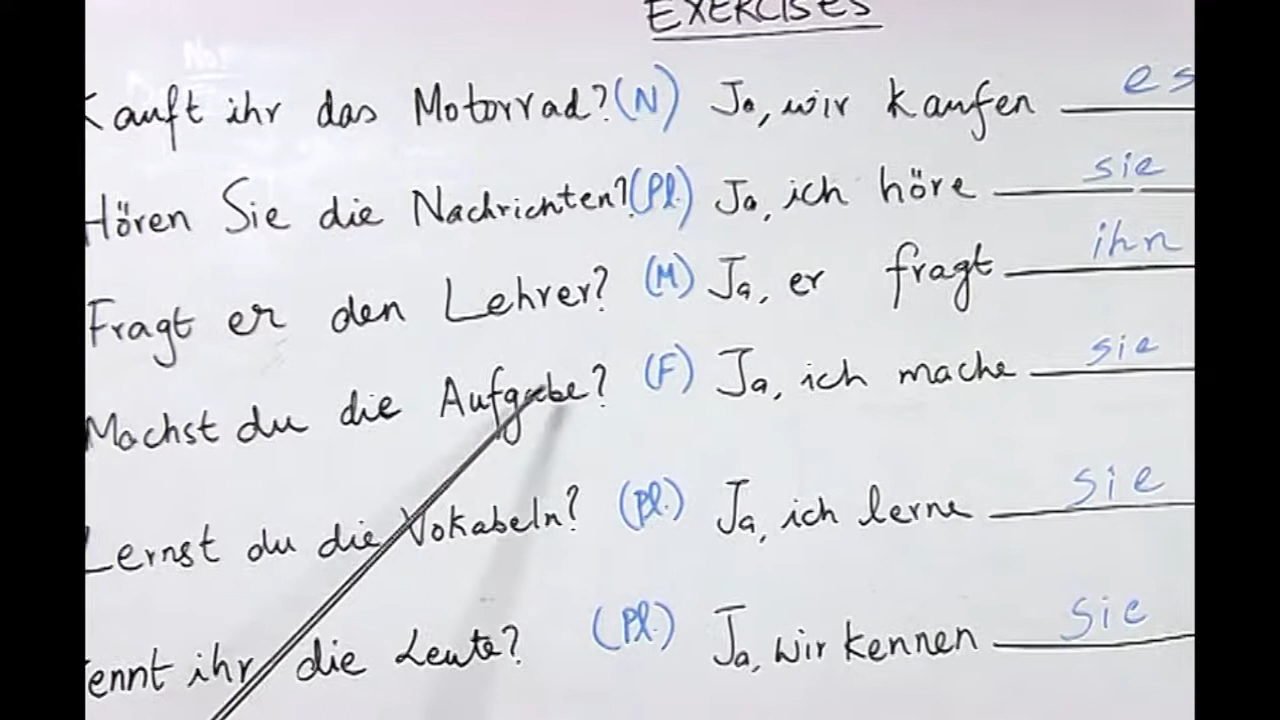 EXERCISES
Kauft ihr das Motorrad? (N) Ja, wir kaufen es
Hören Sie die Nachrichten? (Pl.) Ja, ich höre sie
Fragt er den Lehrer? (M) Ja, er fragt ihn
Machst du die Aufgabe? (F) Ja, ich mache sie
Lernst du die Vokabeln? (Pl.) Ja, ich lerne sie
ennt ihr die Leute? (Pl.) Ja, wir kennen sie